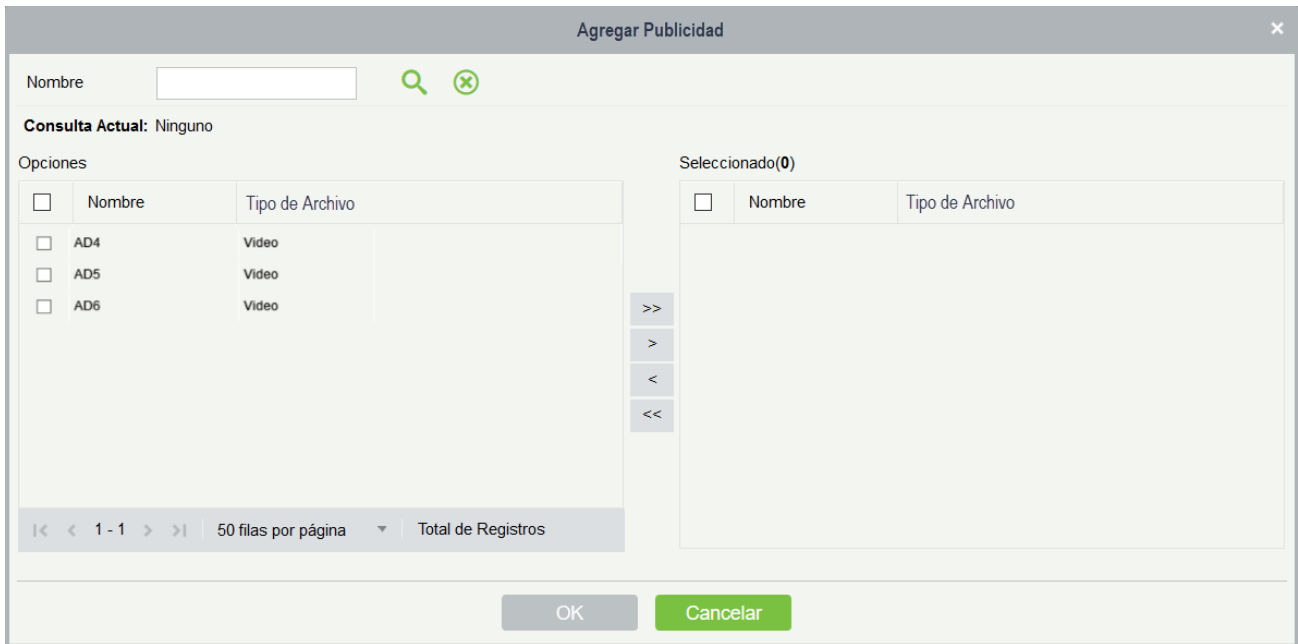 Agregar Publicidad ×
Nombre
Consulta Actual: Ninguno
Opciones
Nombre Tipo de Archivo
AD4 Video
AD5 Video
AD6 Video
1 - 1 50 filas por página Total de Registros
>>
>
<
<<
Seleccionado(0)
Nombre Tipo de Archivo
OK Cancelar